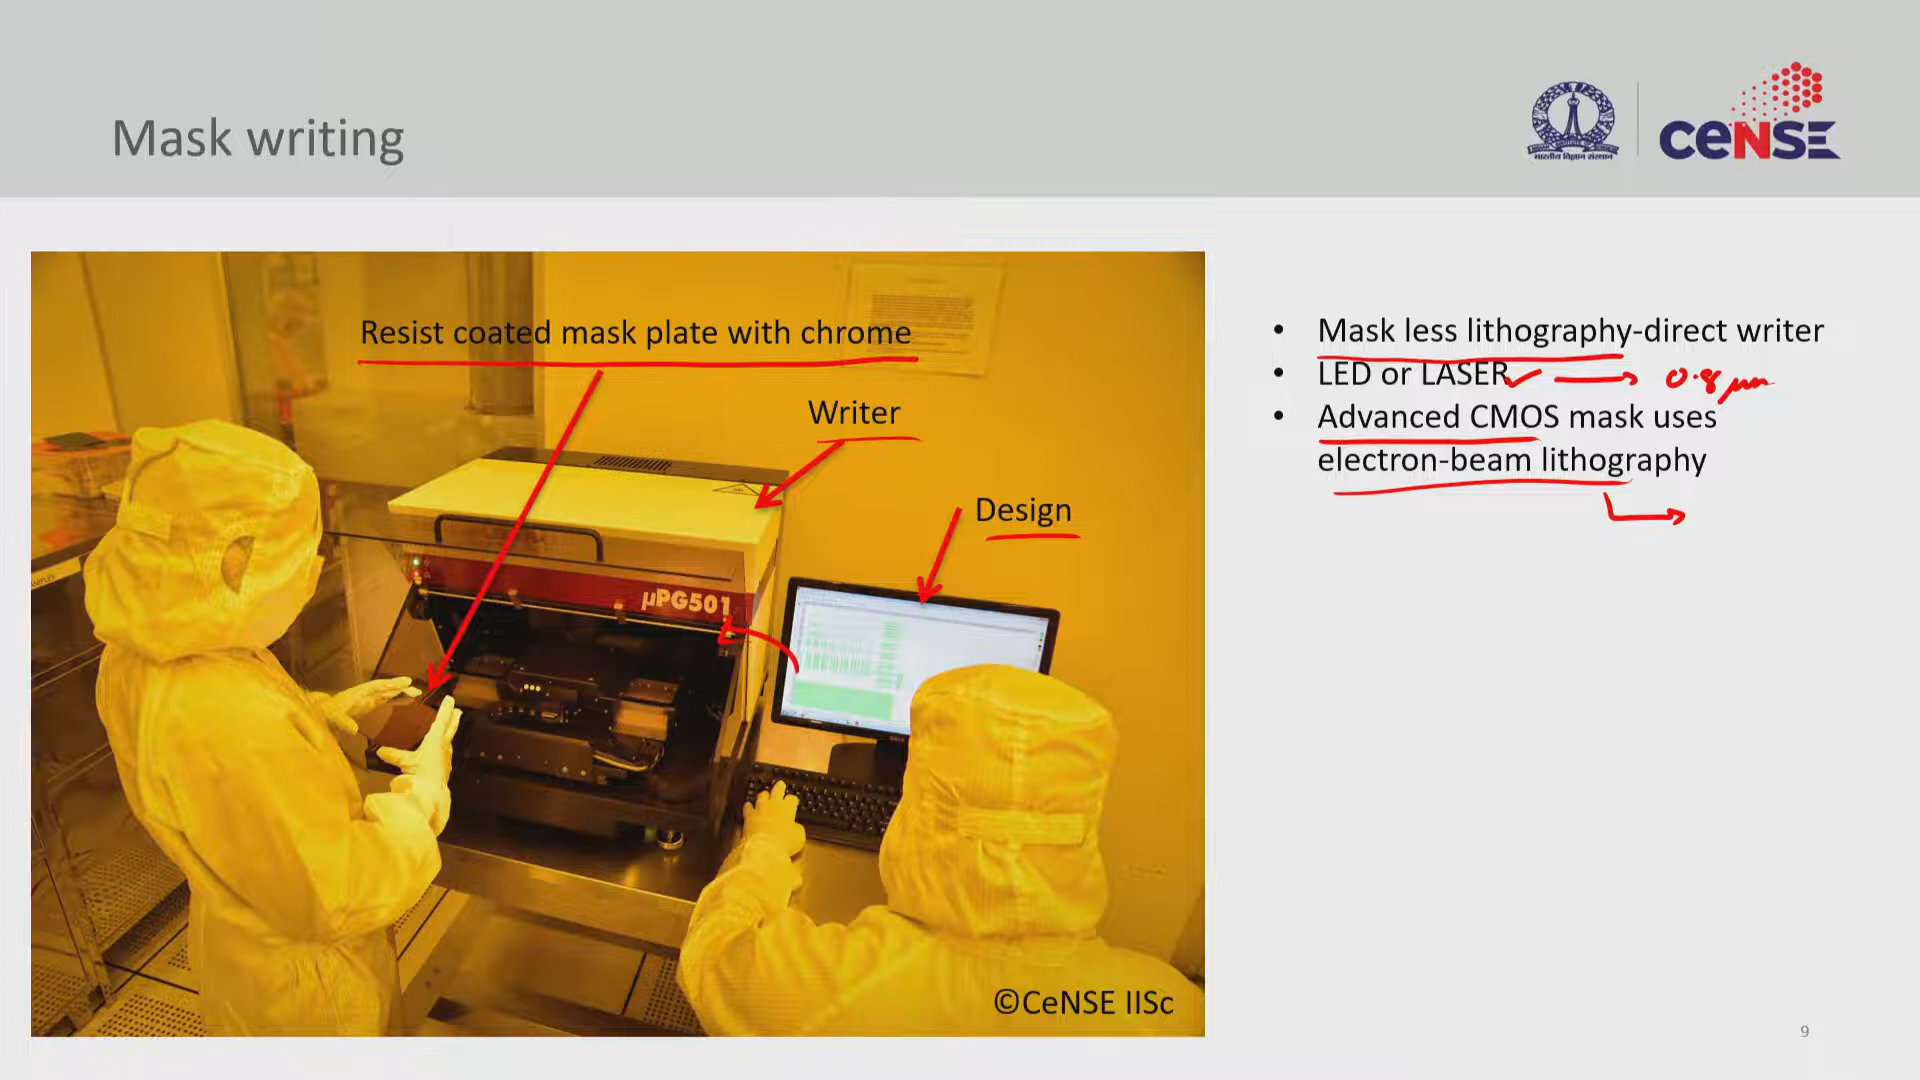 Mask writing
भारतीय विज्ञान संस्थान
ceNSE
Resist coated mask plate with chrome
Writer
Design
µPG501
©CeNSE IISc
• Mask less lithography-direct writer
• LED or LASER → 0.8 µm
• Advanced CMOS mask uses
electron-beam lithography
9